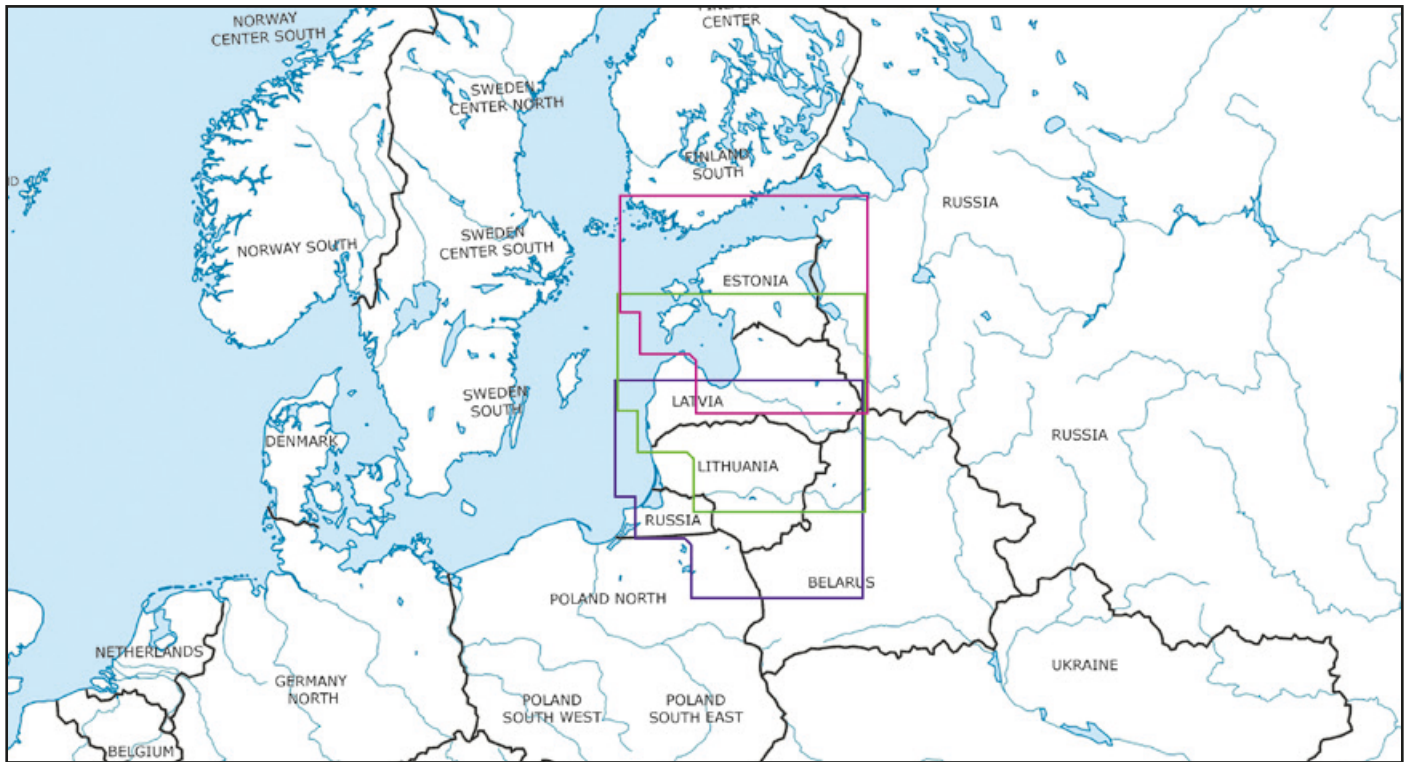 NORWAY
CENTER SOUTH
CENTER
SWEDEN
CENTER NORTH
FINLAND
SOUTH
RUSSIA
NORWAY SOUTH
SWEDEN
CENTER SOUTH
ESTONIA
SWEDEN
SOUTH
LATVIA
DENMARK
RUSSIA
LITHUANIA
RUSSIA
BELARUS
POLAND NORTH
NETHERLANDS
GERMANY
NORTH
UKRAINE
POLAND
SOUTH WEST
POLAND
SOUTH EAST
BELGIUM